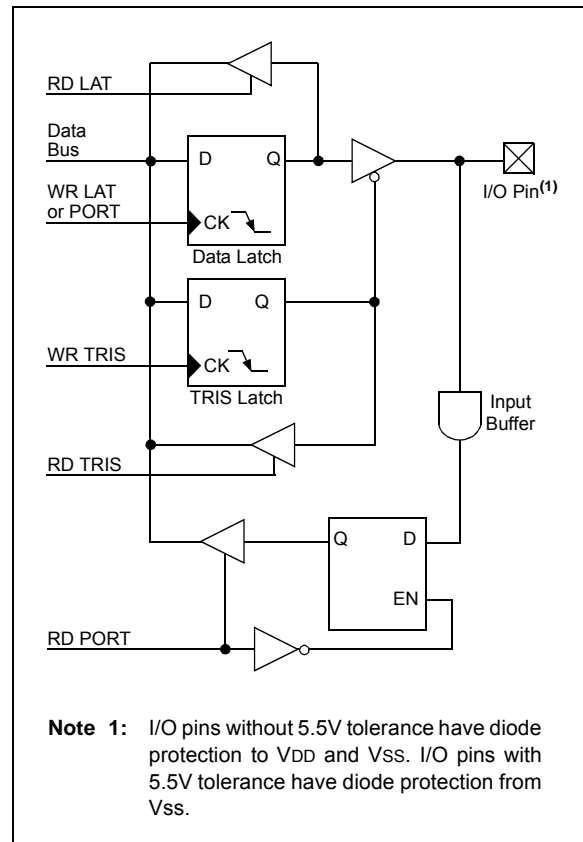 RD LAT
Data
Bus
D Q
WR LAT
or PORT
CK
I/O Pin(1)
Data Latch
D Q
WR TRIS
CK
TRIS Latch
Input
Buffer
RD TRIS
Q D
EN
RD PORT
Note 1: I/O pins without 5.5V tolerance have diode
protection to VDD and VSS. I/O pins with
5.5V tolerance have diode protection from
Vss.